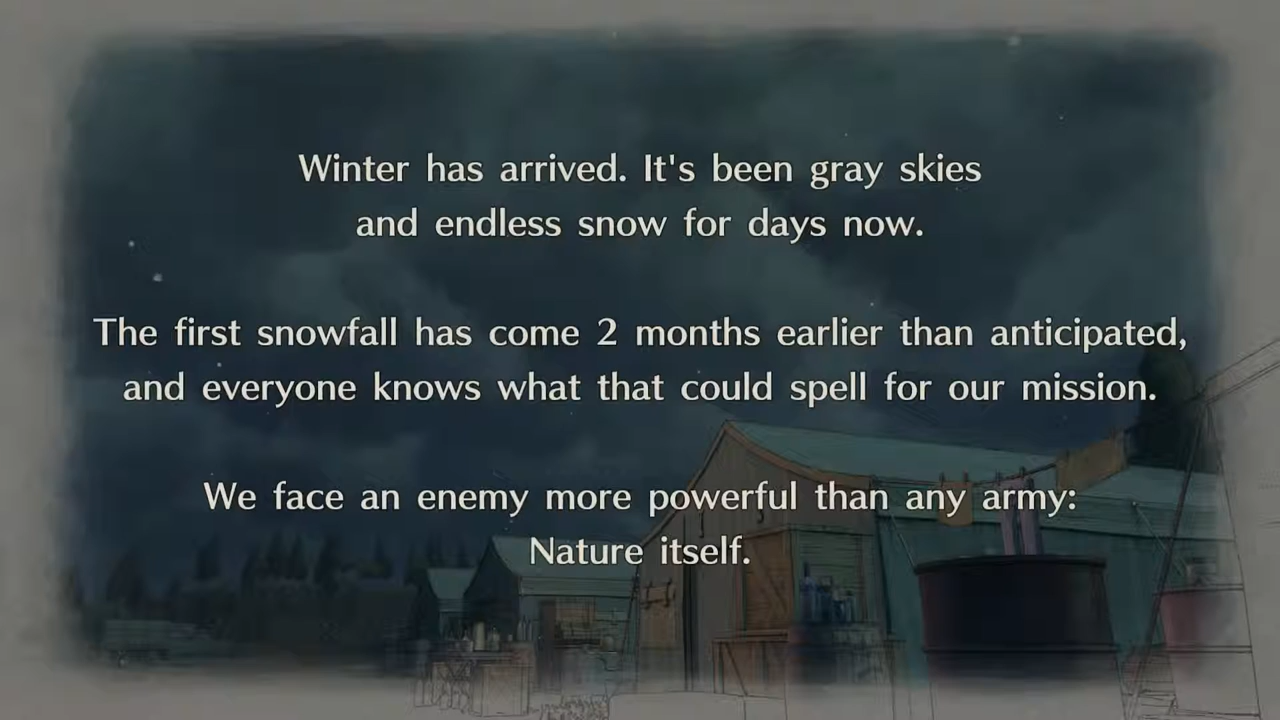 Winter has arrived. It's been gray skies
and endless snow for days now.
The first snowfall has come 2 months earlier than anticipated,
and everyone knows what that could spell for our mission.
We face an enemy more powerful than any army:
Nature itself.